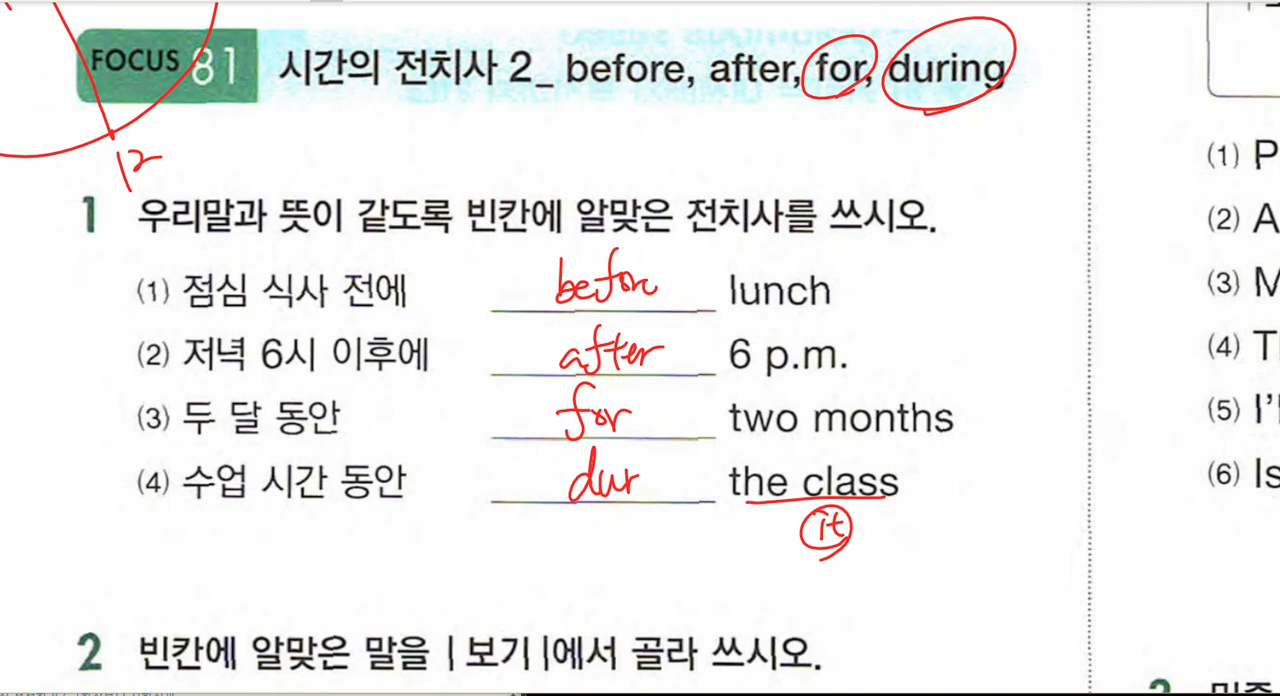 FOCUS 81 시간의 전치사 2_ before, after, for, during
12
1 우리말과 뜻이 같도록 빈칸에 알맞은 전치사를 쓰시오.
(1) 점심 식사 전에 before lunch
(2) 저녁 6시 이후에 after 6 p.m.
(3) 두 달 동안 for two months
(4) 수업 시간 동안 dur the class
it
2 빈칸에 알맞은 말을 | 보기 |에서 골라 쓰시오.
(1) P
(2) A
(3) M
(4) T
(5) I'
(6) Is